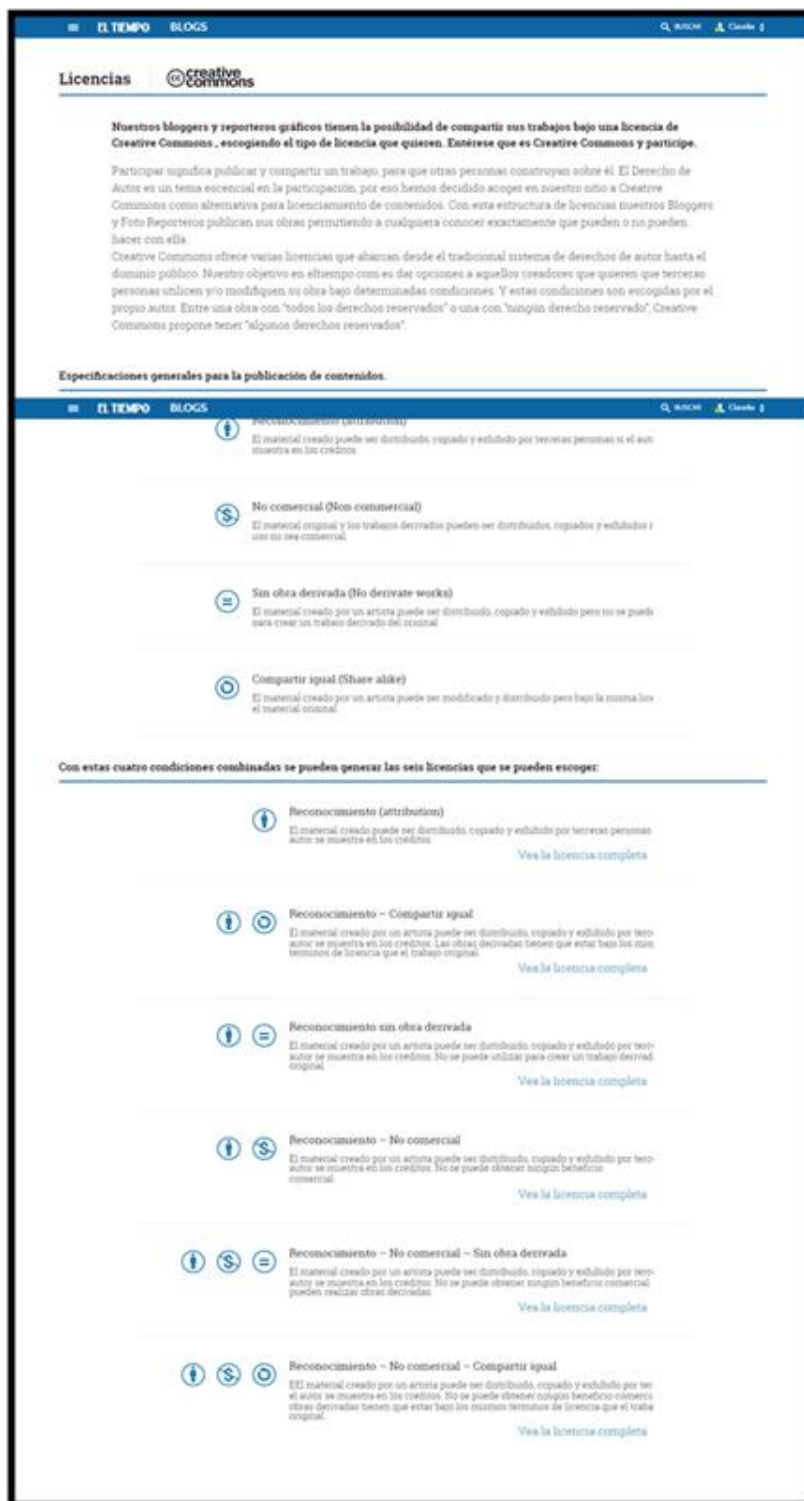 EL TIEMPO BLOGS BUSCAR Claudia
Licencias creative commons
Nuestros bloggers y reporteros gráficos tienen la posibilidad de compartir sus trabajos bajo una licencia de
Creative Commons , escogiendo el tipo de licencia que quieren. Entérese que es Creative Commons y participe.
Participar significa publicar y compartir un trabajo, para que otras personas construyan sobre él. El Derecho de
Autor es un tema escencial en la participación, por eso hemos decidido acoger en nuestro sitio a Creative
Commons como alternativa para licenciamiento de contenidos. Con esta estructura de licencias nuestros Bloggers
y Foto Reporteros publican sus obras permitiendo a cualquiera conocer exactamente que pueden o no pueden
hacer con ella.
Creative Commons ofrece varias licencias que abarcan desde el tradicional sistema de derechos de autor hasta el
dominio público. Nuestro objetivo en eltiempo.com es dar opciones a aquellos creadores que quieren que terceras
personas utilicen y/o modifiquen su obra bajo determinadas condiciones. Y estas condiciones son escogidas por el
propio autor. Entre una obra con "todos los derechos reservados" o una con "ningún derecho reservado", Creative
Commons propone tener "algunos derechos reservados".
Especificaciones generales para la publicación de contenidos.
EL TIEMPO BLOGS BUSCAR Claudia
Reconocimiento (attribution)
El material creado puede ser distribuido, copiado y exhibido por terceras personas si el aut
muestra en los créditos.
No comercial (Non commercial)
El material original y los trabajos derivados pueden ser distribuidos, copiados y exhibidos
uso no sea comercial.
Sin obra derivada (No derivate works)
El material creado por un artista puede ser distribuido, copiado y exhibido pero no se pued
para crear un trabajo derivado del original.
Compartir igual (Share alike)
El material creado por un artista puede ser modificado y distribuido pero bajo la misma
el material original.
Con estas cuatro condiciones combinadas se pueden generar las seis licencias que se pueden escoger:
Reconocimiento (attribution)
El material creado puede ser distribuido, copiado y exhibido por terceras personas
autor se muestra en los créditos.
Vea la licencia completa
Reconocimiento – Compartir igual
El material creado por un artista puede ser distribuido, copiado y exhibido por terc
autor se muestra en los créditos. Las obras derivadas tienen que estar bajo los mis
términos de licencia que el trabajo original.
Vea la licencia completa
Reconocimiento sin obra derivada
El material creado por un artista puede ser distribuido, copiado y exhibido por terc
autor se muestra en los créditos. No se puede utilizar para crear un trabajo derivad
original.
Vea la licencia completa
Reconocimiento – No comercial
El material creado por un artista puede ser distribuido, copiado y exhibido por terc
autor se muestra en los créditos. No se puede obtener ningún beneficio
comercial.
Vea la licencia completa
Reconocimiento – No comercial – Sin obra derivada
El material creado por un artista puede ser distribuido, copiado y exhibido por terc
autor se muestra en los créditos. No se puede obtener ningún beneficio comercial
pueden realizar obras derivadas.
Vea la licencia completa
Reconocimiento – No comercial – Compartir igual
EEl material creado por un artista puede ser distribuido, copiado y exhibido por ter
el autor se muestra en los créditos. No se puede obtener ningún beneficio comerci
obras derivadas tienen que estar bajo los mismos términos de licencia que el traba
original.
Vea la licencia completa